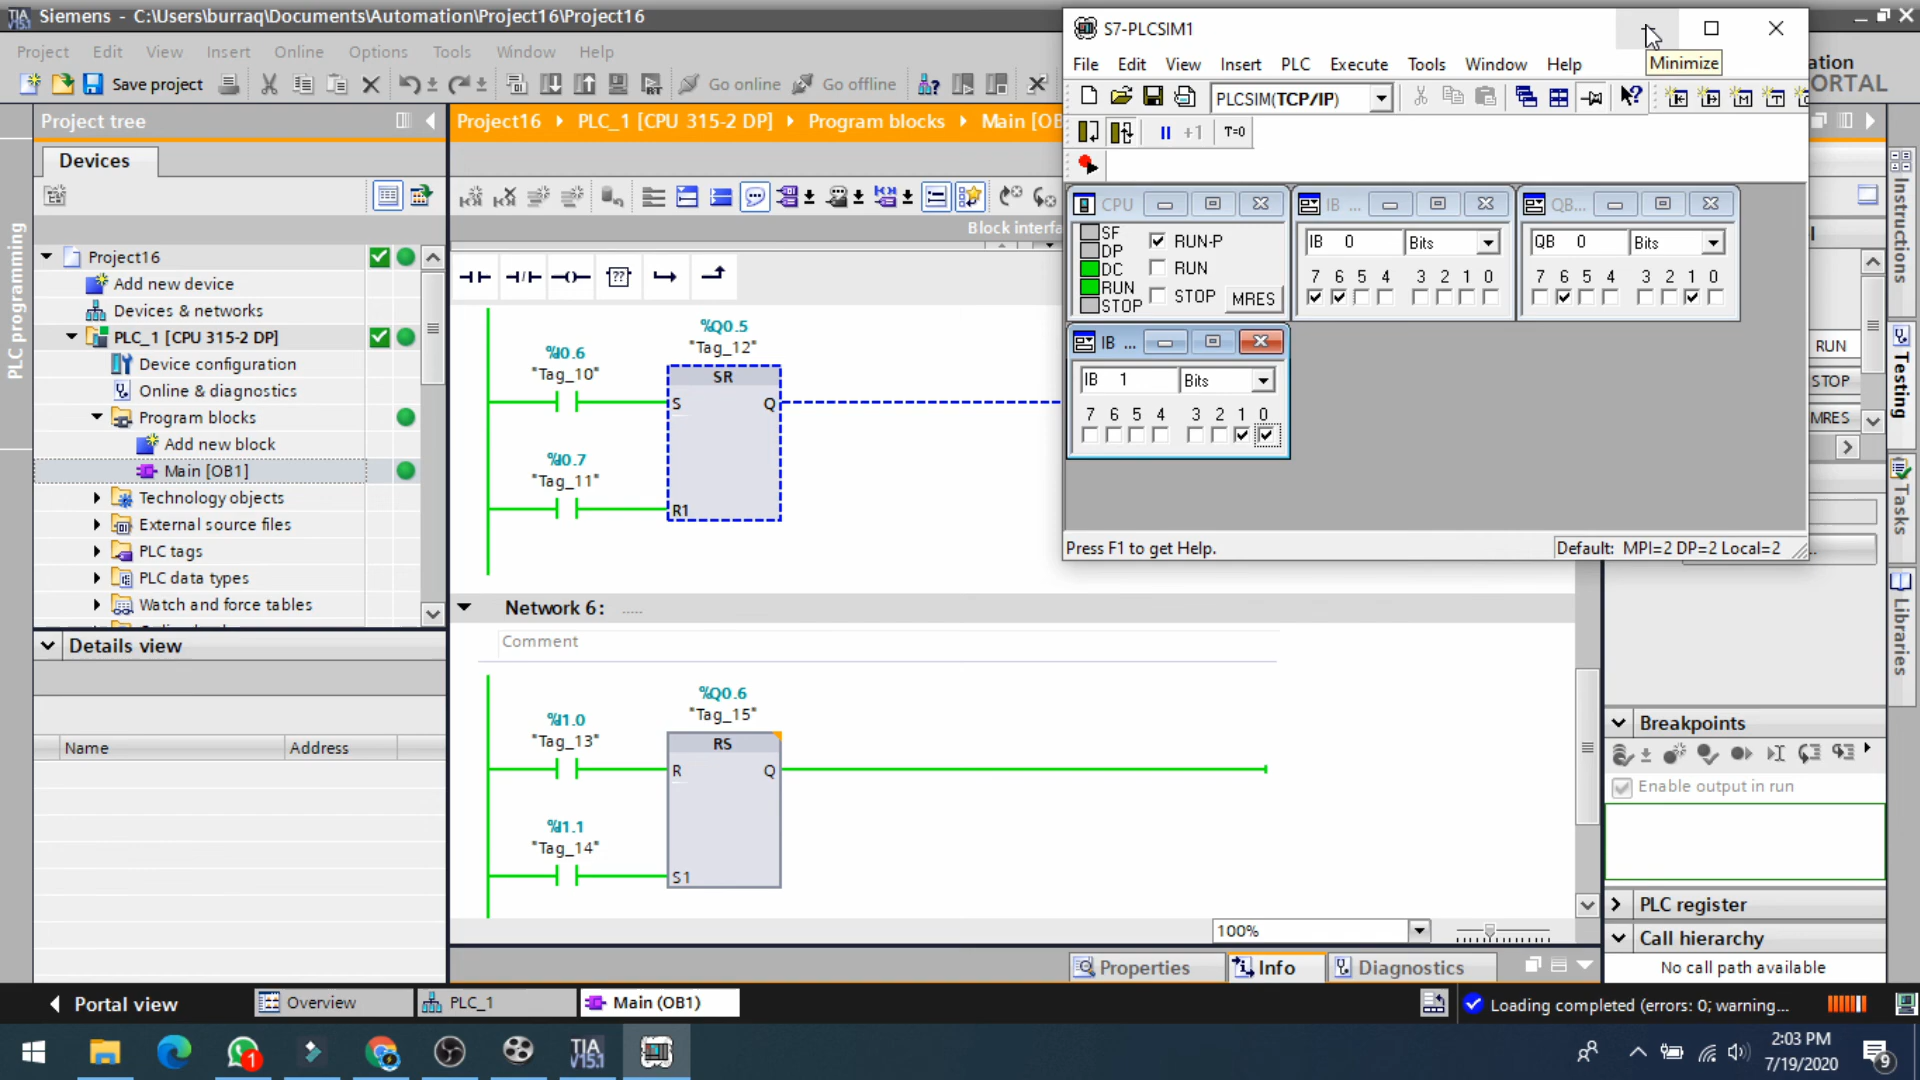 Siemens - C:\Users\burraq\Documents\Automation\Project16\Project16
Project Edit View Insert Online Options Tools Window Help
Save project
Go online
Go offline
ation
PORTAL
Project tree
Devices
PLC programming
Project16
Add new device
Devices & networks
PLC_1 [CPU 315-2 DP]
Device configuration
Online & diagnostics
Program blocks
Add new block
Main [OB1]
Technology objects
External source files
PLC tags
PLC data types
Watch and force tables
Details view
Name Address
Project16 PLC_1 [CPU 315-2 DP] Program blocks Main [OB
Block interfa
%Q0.5
"Tag_12"
%I0.6
"Tag_10"
SR
S Q
%I0.7
"Tag_11"
R1
Network 6: .....
Comment
%Q0.6
"Tag_15"
%I1.0
"Tag_13"
RS
R Q
%I1.1
"Tag_14"
S1
100%
Properties Info Diagnostics
S7-PLCSIM1
Minimize
File Edit View Insert PLC Execute Tools Window Help
PLCSIM(TCP/IP)
+1 T=0
CPU
SF
DP
DC
RUN
STOP
RUN-P
RUN
STOP
MRES
IB ...
IB 0 Bits
7 6 5 4 3 2 1 0
QB...
QB 0 Bits
7 6 5 4 3 2 1 0
IB ...
IB 1 Bits
7 6 5 4 3 2 1 0
Press F1 to get Help.
Default: MPI=2 DP=2 Local=2
RUN
STOP
MRES
Instructions
Testing
Tasks
Libraries
Breakpoints
Enable output in run
PLC register
Call hierarchy
No call path available
Portal view
Overview
PLC_1
Main (OB1)
Loading completed (errors: 0; warning...
TIA
V15.1
2:03 PM
7/19/2020
1
9